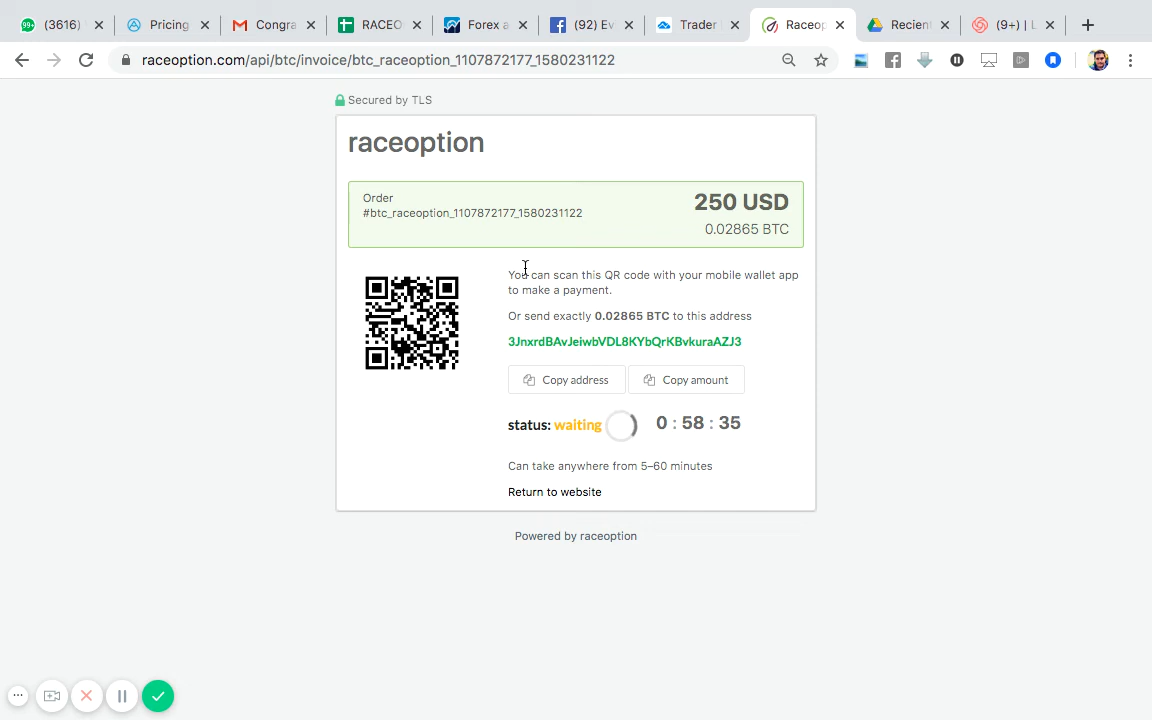 99+ (3616) Pricing Congra RACEO Forex a (92) Ev Trader Raceop Recient (9+) | L
raceoption.com/api/btc/invoice/btc_raceoption_1107872177_1580231122
Secured by TLS
raceoption
Order
250 USD
#btc_raceoption_1107872177_1580231122
0.02865 BTC
You can scan this QR code with your mobile wallet app
to make a payment.
Or send exactly 0.02865 BTC to this address
3JnxrdBAvJeiwbVDL8KYbQrKBvkuraAZJ3
Copy address Copy amount
status: waiting 0 : 58 : 35
Can take anywhere from 5-60 minutes
Return to website
Powered by raceoption